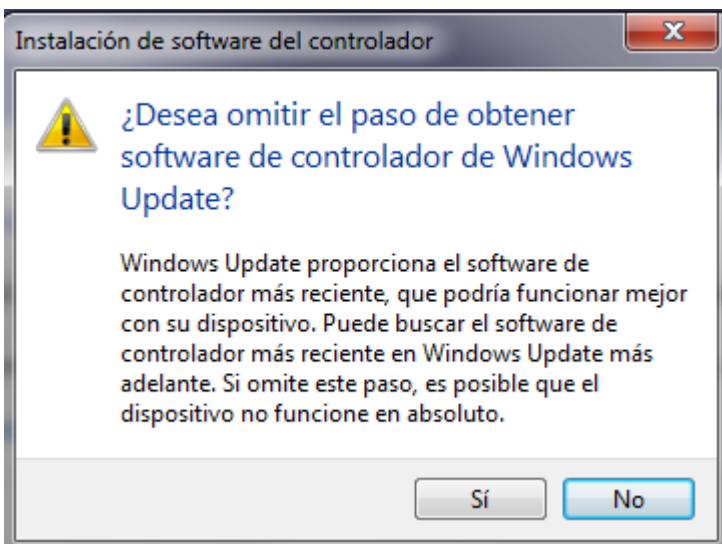 Instalación de software del controlador
¿Desea omitir el paso de obtener
software de controlador de Windows
Update?
Windows Update proporciona el software de
controlador más reciente, que podría funcionar mejor
con su dispositivo. Puede buscar el software de
controlador más reciente en Windows Update más
adelante. Si omite este paso, es posible que el
dispositivo no funcione en absoluto.
Sí
No